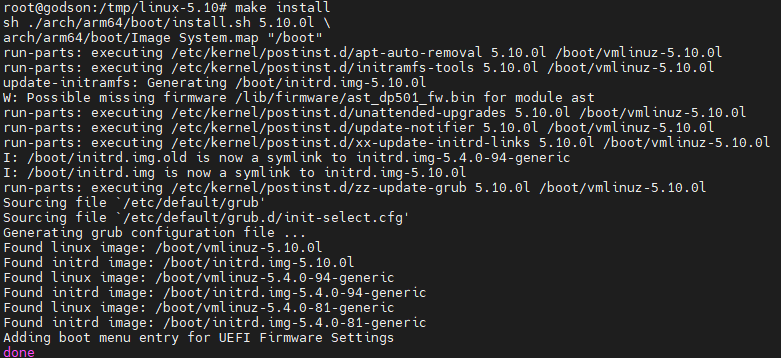 root@godson:/tmp/linux-5.10# make install
sh ./arch/arm64/boot/install.sh 5.10.0l \
arch/arm64/boot/Image System.map "/boot"
run-parts: executing /etc/kernel/postinst.d/apt-auto-removal 5.10.0l /boot/vmlinuz-5.10.0l
run-parts: executing /etc/kernel/postinst.d/initramfs-tools 5.10.0l /boot/vmlinuz-5.10.0l
update-initramfs: Generating /boot/initrd.img-5.10.0l
W: Possible missing firmware /lib/firmware/ast_dp501_fw.bin for module ast
run-parts: executing /etc/kernel/postinst.d/unattended-upgrades 5.10.0l /boot/vmlinuz-5.10.0l
run-parts: executing /etc/kernel/postinst.d/update-notifier 5.10.0l /boot/vmlinuz-5.10.0l
run-parts: executing /etc/kernel/postinst.d/xx-update-initrd-links 5.10.0l /boot/vmlinuz-5.10.0l
I: /boot/initrd.img.old is now a symlink to initrd.img-5.4.0-94-generic
I: /boot/initrd.img is now a symlink to initrd.img-5.10.0l
run-parts: executing /etc/kernel/postinst.d/zz-update-grub 5.10.0l /boot/vmlinuz-5.10.0l
Sourcing file `/etc/default/grub'
Sourcing file `/etc/default/grub.d/init-select.cfg'
Generating grub configuration file ...
Found linux image: /boot/vmlinuz-5.10.0l
Found initrd image: /boot/initrd.img-5.10.0l
Found linux image: /boot/vmlinuz-5.4.0-94-generic
Found initrd image: /boot/initrd.img-5.4.0-94-generic
Found linux image: /boot/vmlinuz-5.4.0-81-generic
Found initrd image: /boot/initrd.img-5.4.0-81-generic
Adding boot menu entry for UEFI Firmware Settings
done